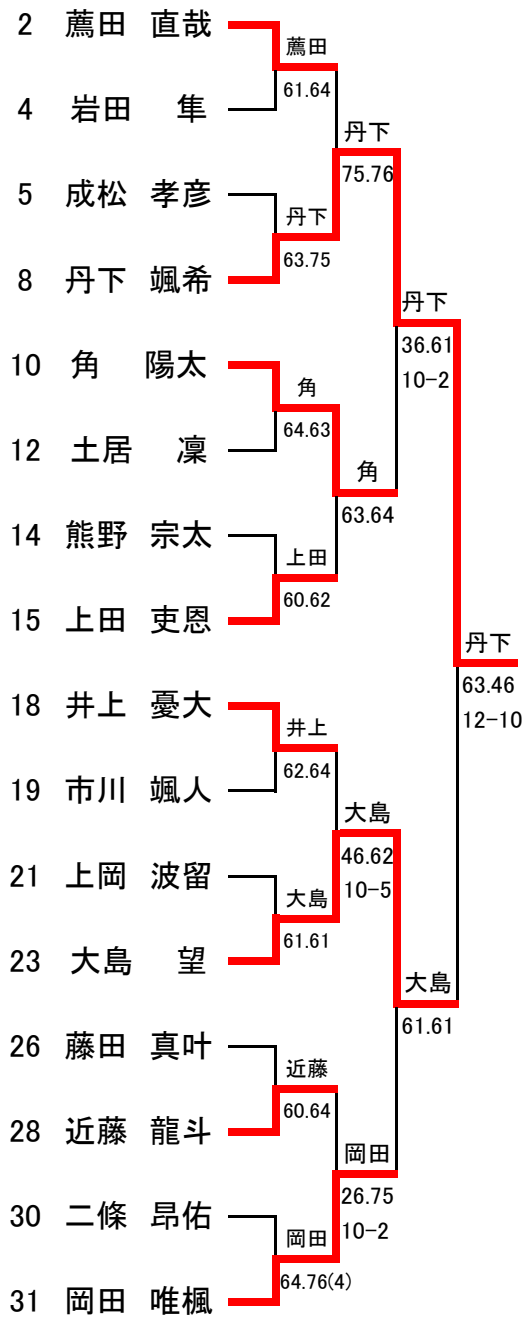 2 薦田 直哉
薦田
61.64
4 岩田 隼
丹下
75.76
5 成松 孝彦
丹下
63.75
8 丹下 颯希
丹下
36.61
10-2
10 角 陽太
角
64.63
12 土居 凜
角
63.64
14 熊野 宗太
上田
60.62
15 上田 吏恩
丹下
63.46
12-10
18 井上 憂大
井上
62.64
19 市川 颯人
大島
46.62
10-5
21 上岡 波留
大島
61.61
23 大島 望
大島
61.61
26 藤田 真叶
近藤
60.64
28 近藤 龍斗
岡田
26.75
10-2
30 二條 昂佑
岡田
64.76(4)
31 岡田 唯楓